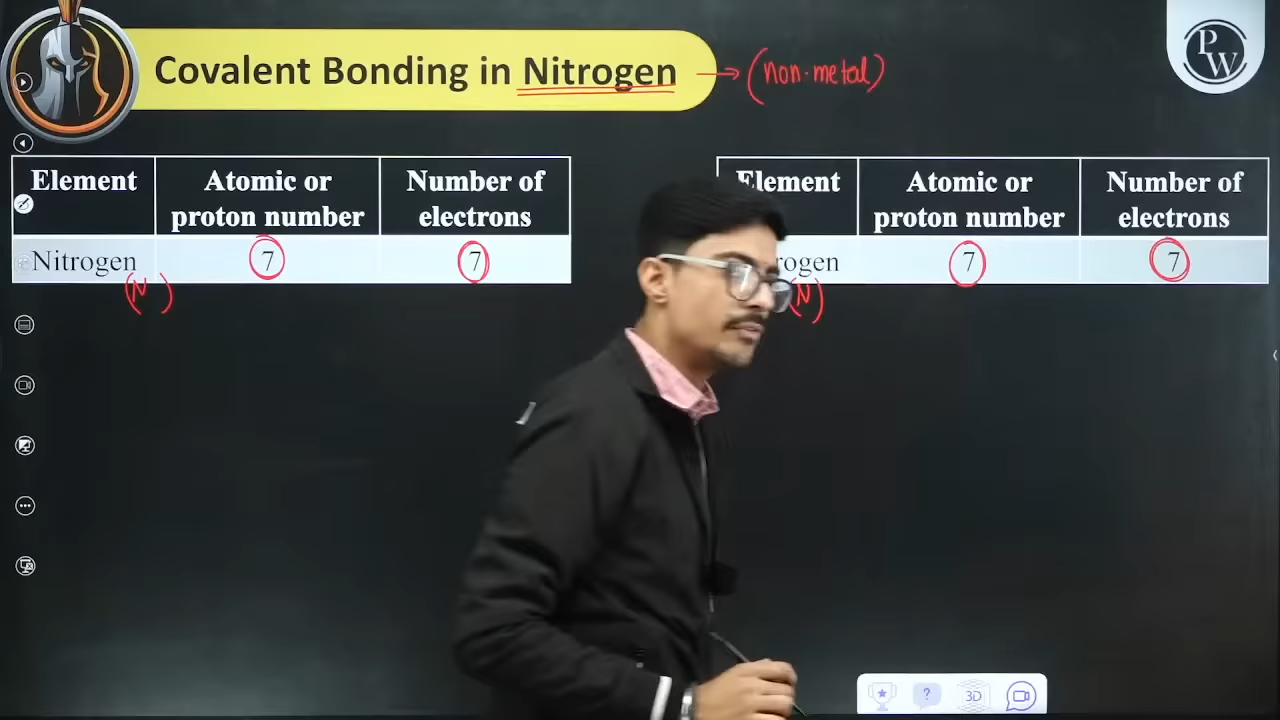 Covalent Bonding in Nitrogen → (non-metal)
P
W
Element Atomic or proton number Number of electrons
Nitrogen 7 7
(N)
Element Atomic or proton number Number of electrons
rogen 7 7
(N)
?
3D